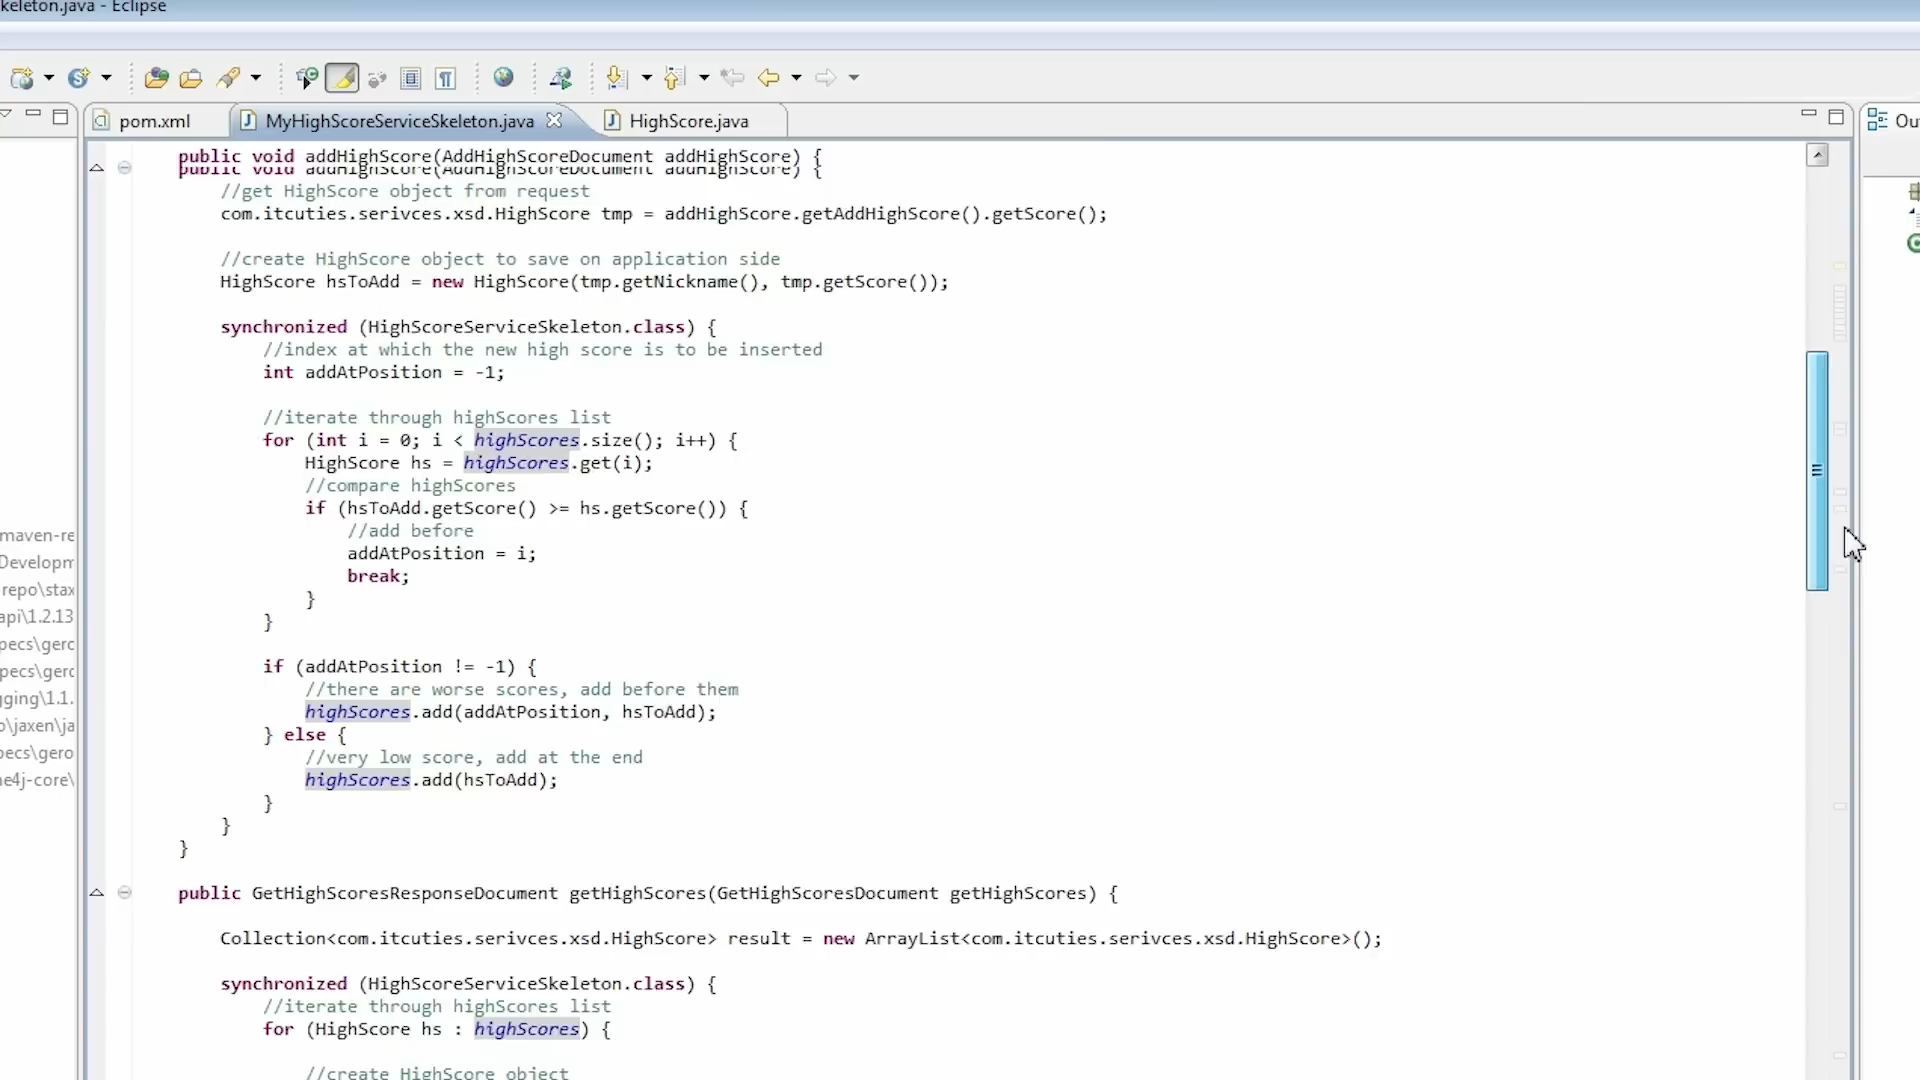 keleton.java - Eclipse
pom.xml
MyHighScoreServiceSkeleton.java
HighScore.java
Ou
public void addHighScore(AddHighScoreDocument addHighScore) {
public void addHighScore(AddHighScoreDocument addHighScore) {
//get HighScore object from request
com.itcuties.serivces.xsd.HighScore tmp = addHighScore.getAddHighScore().getScore();
//create HighScore object to save on application side
HighScore hsToAdd = new HighScore(tmp.getNickname(), tmp.getScore());
synchronized (HighScoreServiceSkeleton.class) {
//index at which the new high score is to be inserted
int addAtPosition = -1;
//iterate through highScores list
for (int i = 0; i < highScores.size(); i++) {
HighScore hs = highScores.get(i);
//compare highScores
if (hsToAdd.getScore() >= hs.getScore()) {
//add before
addAtPosition = i;
break;
}
}
if (addAtPosition != -1) {
//there are worse scores, add before them
highScores.add(addAtPosition, hsToAdd);
} else {
//very low score, add at the end
highScores.add(hsToAdd);
}
}
}
public GetHighScoresResponseDocument getHighScores(GetHighScoresDocument getHighScores) {
Collection<com.itcuties.serivces.xsd.HighScore> result = new ArrayList<com.itcuties.serivces.xsd.HighScore>();
synchronized (HighScoreServiceSkeleton.class) {
//iterate through highScores list
for (HighScore hs : highScores) {
//create HighScore object
maven-re
Developm
repo\stax
api\1.2.13
pecs\gerc
pecs\gerc
gging\1.1.
o\jaxen\ja
pecs\gero
ne4j-core\